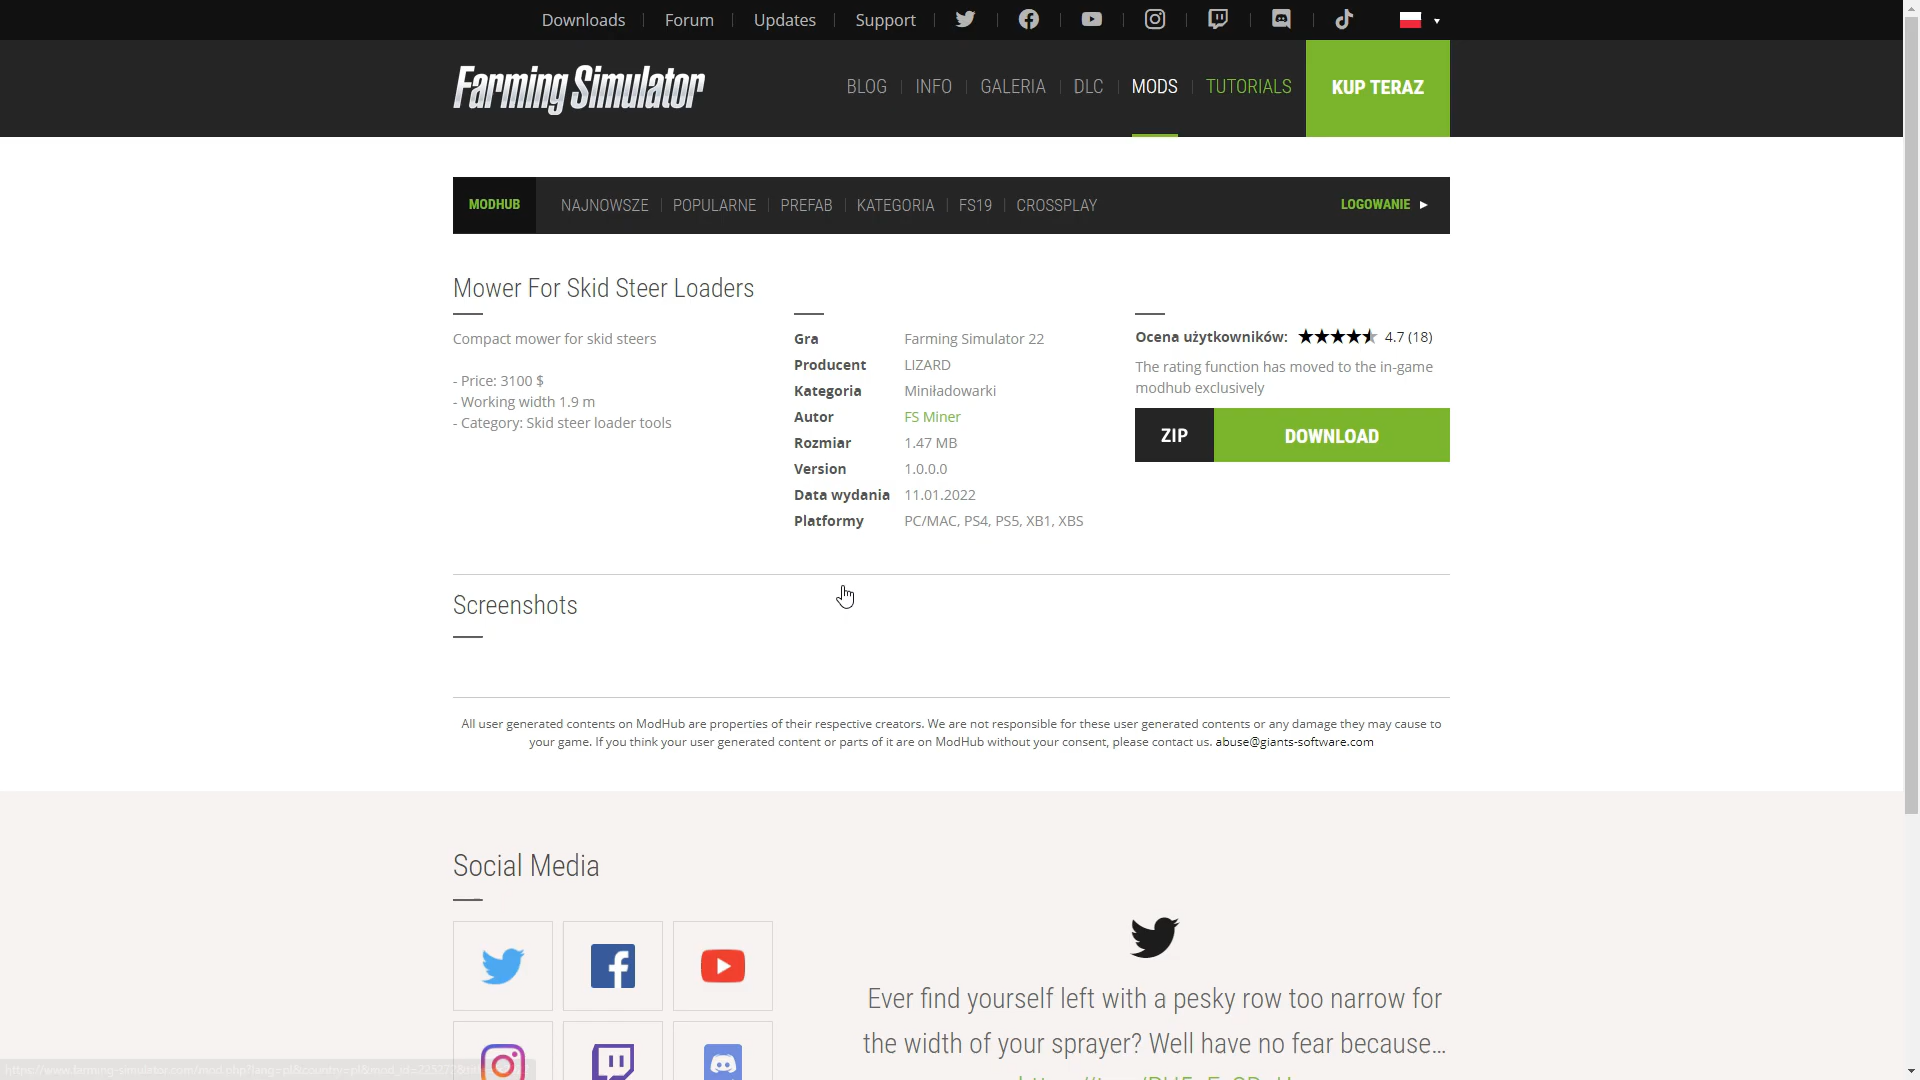 Downloads Forum Updates Support
Farming Simulator
BLOG INFO GALERIA DLC MODS TUTORIALS KUP TERAZ
MODHUB NAJNOWSZE POPULARNE PREFAB KATEGORIA FS19 CROSSPLAY LOGOWANIE
Mower For Skid Steer Loaders
Compact mower for skid steers
- Price: 3100 $
- Working width 1.9 m
- Category: Skid steer loader tools
Gra Farming Simulator 22
Producent LIZARD
Kategoria Miniładowarki
Autor FS Miner
Rozmiar 1.47 MB
Version 1.0.0.0
Data wydania 11.01.2022
Platformy PC/MAC, PS4, PS5, XB1, XBS
Ocena użytkowników: 4.7 (18)
The rating function has moved to the in-game
modhub exclusively
ZIP DOWNLOAD
Screenshots
All user generated contents on ModHub are properties of their respective creators. We are not responsible for these user generated contents or any damage they may cause to
your game. If you think your user generated content or parts of it are on ModHub without your consent, please contact us. abuse@giants-software.com
Social Media
Ever find yourself left with a pesky row too narrow for
the width of your sprayer? Well have no fear because...